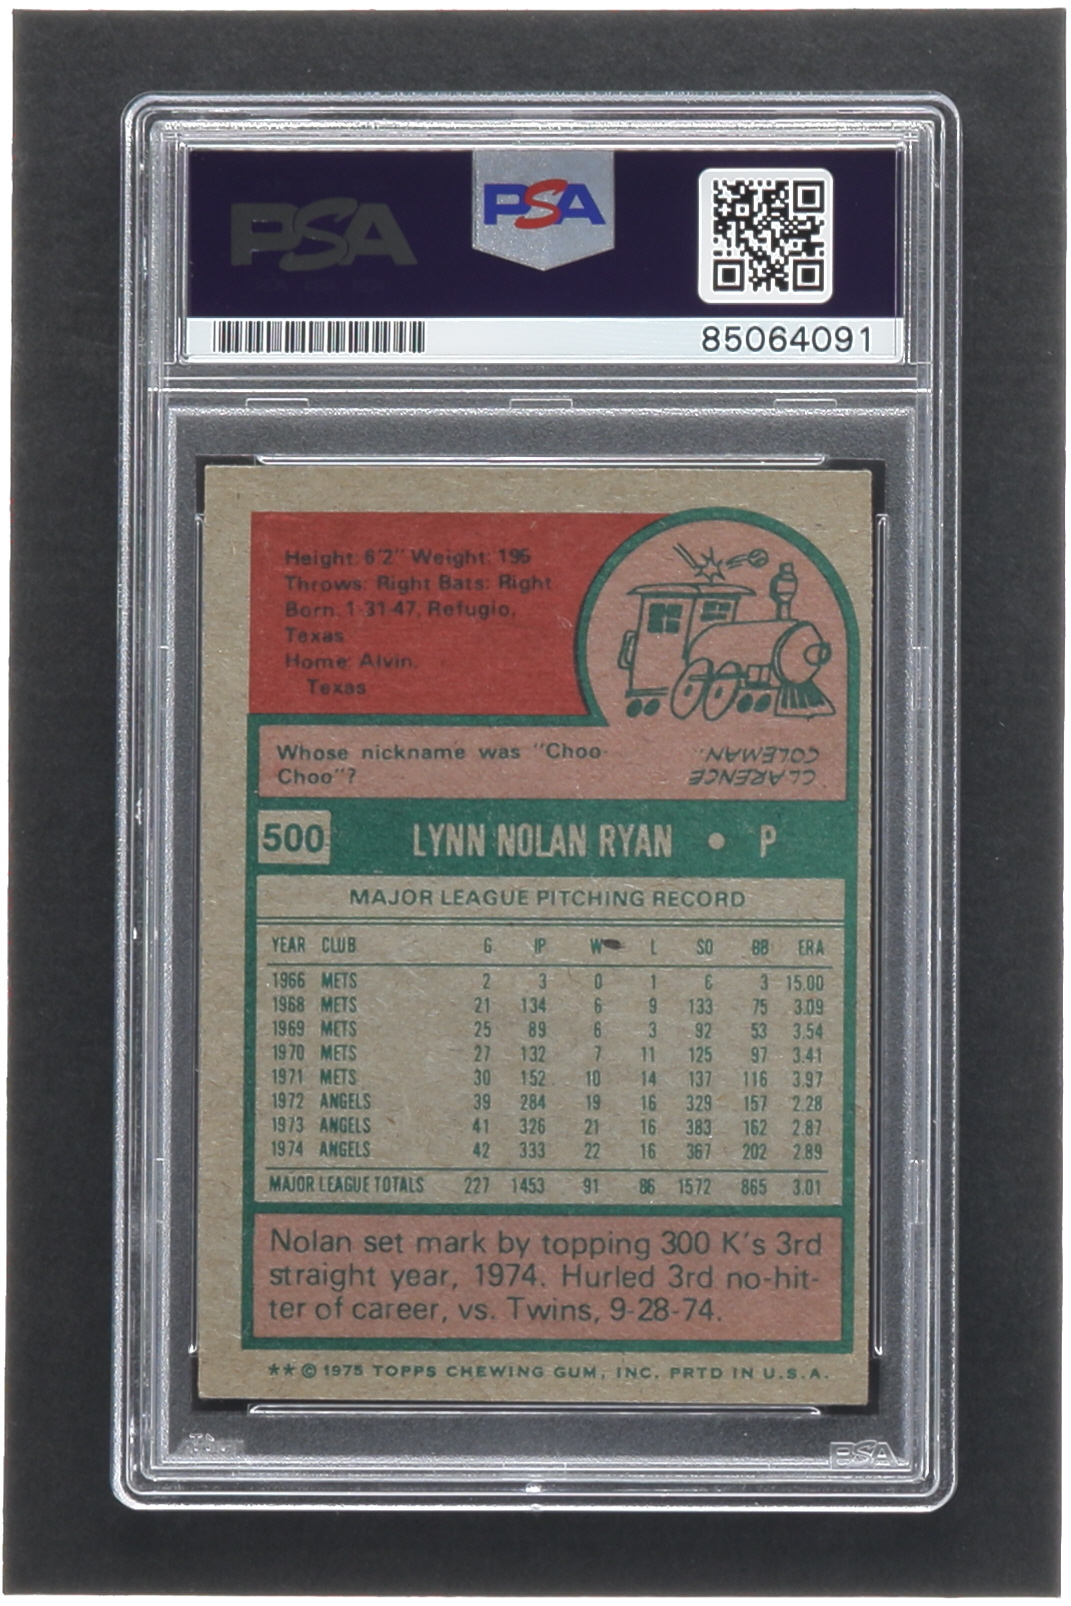 PSA
PSA
85064091
Height: 6'2" Weight: 195
Throws: Right Bats: Right
Born: 1-31-47, Refugio,
Texas
Home: Alvin,
Texas
Whose nickname was "Choo-
Choo"?
CLARENCE
COLEMAN..
500 LYNN NOLAN RYAN • P
MAJOR LEAGUE PITCHING RECORD
YEAR CLUB G IP W L SO BB ERA
1966 METS 2 3 0 1 6 3 15.00
1968 METS 21 134 6 9 133 75 3.09
1969 METS 25 89 6 3 92 53 3.54
1970 METS 27 132 7 11 125 97 3.41
1971 METS 30 152 10 14 137 116 3.97
1972 ANGELS 39 284 19 16 329 157 2.28
1973 ANGELS 41 326 21 16 383 162 2.87
1974 ANGELS 42 333 22 16 367 202 2.89
MAJOR LEAGUE TOTALS 227 1453 91 86 1572 865 3.01
Nolan set mark by topping 300 K's 3rd
straight year, 1974. Hurled 3rd no-hit-
ter of career, vs. Twins, 9-28-74.
** © 1975 TOPPS CHEWING GUM, INC. PRTD IN U.S.A.
PSA